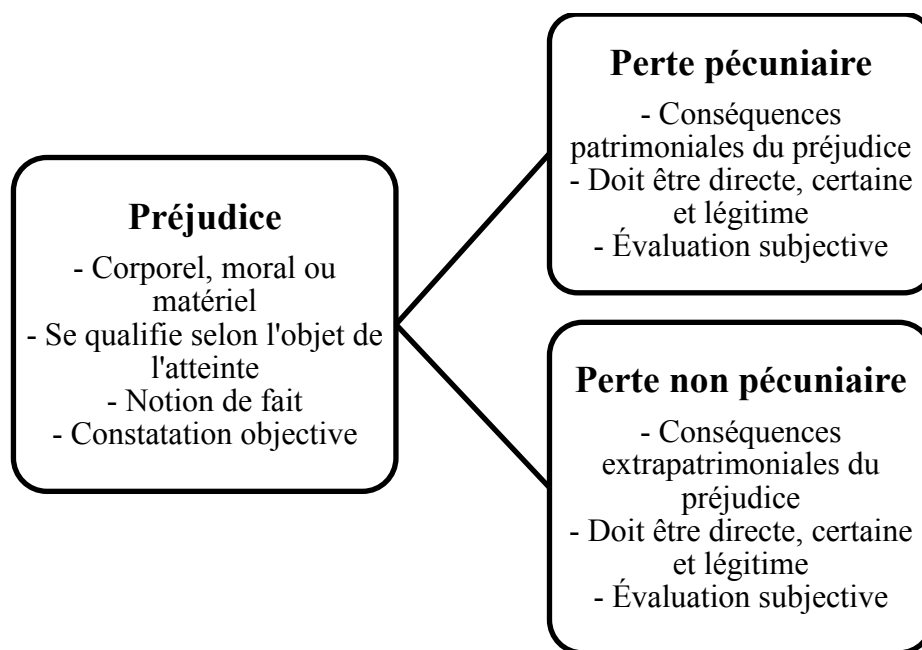 Préjudice
- Corporel, moral ou
matériel
- Se qualifie selon l'objet de
l'atteinte
- Notion de fait
- Constatation objective
Perte pécuniaire
- Conséquences
patrimoniales du préjudice
- Doit être directe, certaine
et légitime
- Évaluation subjective
Perte non pécuniaire
- Conséquences
extrapatrimoniales du
préjudice
- Doit être directe, certaine
et légitime
- Évaluation subjective